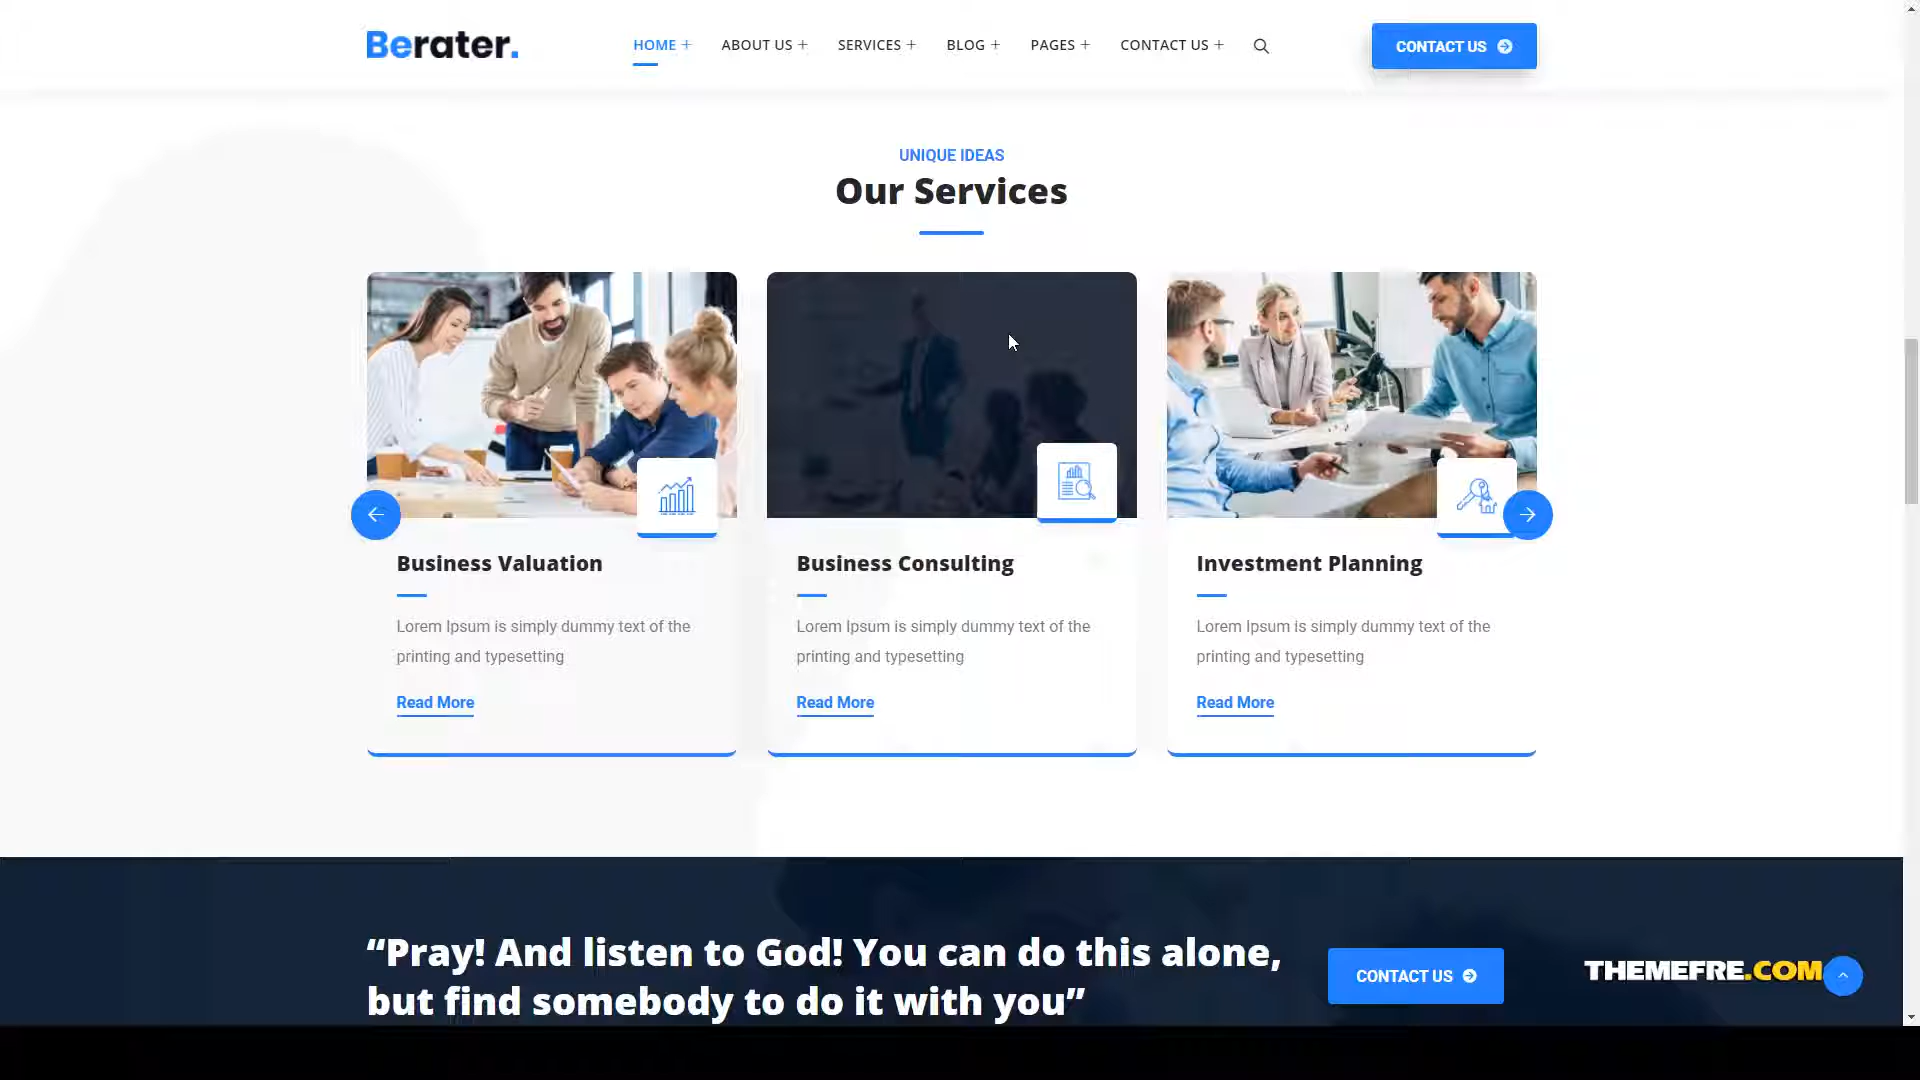 Berater.
HOME + ABOUT US + SERVICES + BLOG + PAGES + CONTACT US +
CONTACT US
UNIQUE IDEAS
Our Services
Business Valuation
Lorem Ipsum is simply dummy text of the
printing and typesetting
Read More
Business Consulting
Lorem Ipsum is simply dummy text of the
printing and typesetting
Read More
Investment Planning
Lorem Ipsum is simply dummy text of the
printing and typesetting
Read More
“Pray! And listen to God! You can do this alone,
but find somebody to do it with you”
CONTACT US
THEMEFRE.COM